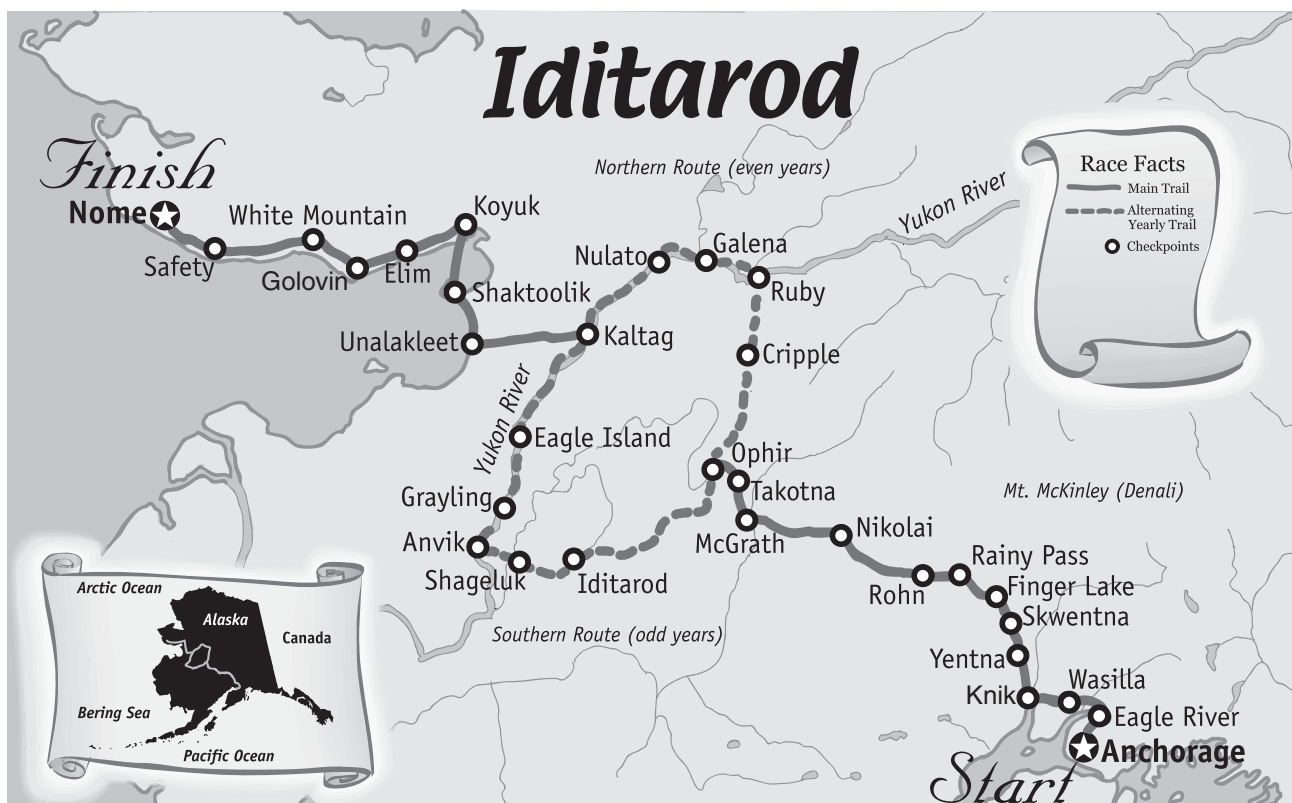 Iditarod
Finish
Nome
Safety
White Mountain
Golovin
Elim
Koyuk
Shaktoolik
Unalakleet
Kaltag
Northern Route (even years)
Nulato
Galena
Ruby
Yukon River
Cripple
Yukon River
Eagle Island
Grayling
Anvik
Shageluk
Iditarod
Southern Route (odd years)
Ophir
Takotna
McGrath
Nikolai
Mt. McKinley (Denali)
Rohn
Rainy Pass
Finger Lake
Skwentna
Yentna
Knik
Wasilla
Eagle River
Anchorage
Start
Race Facts
Main Trail
Alternating
Yearly Trail
Checkpoints
Arctic Ocean
Alaska
Canada
Bering Sea
Pacific Ocean